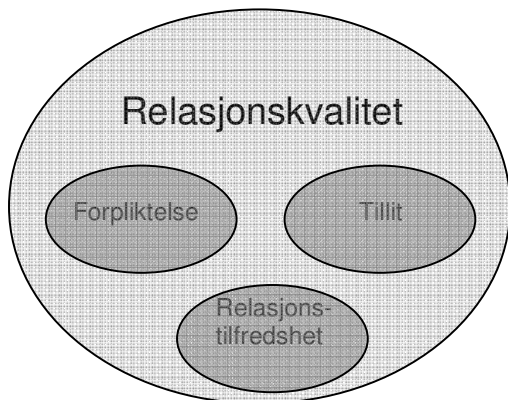 Relasjonskvalitet
Forpliktelse
Tillit
Relasjons-
tilfredshet